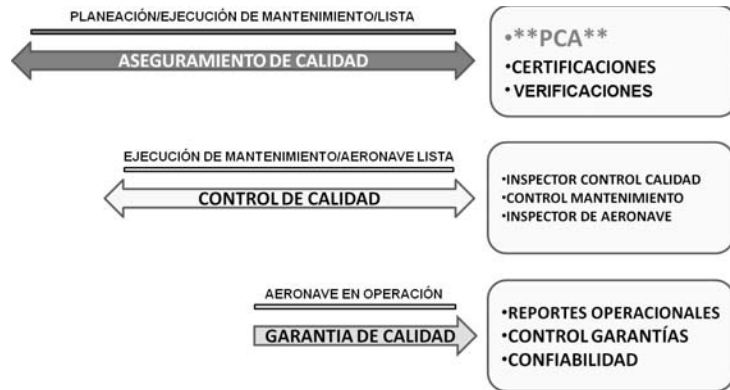 PLANEACIÓN/EJECUCIÓN DE MANTENIMIENTO/LISTA
ASEGURAMIENTO DE CALIDAD
•**PCA**
•CERTIFICACIONES
•VERIFICACIONES
EJECUCIÓN DE MANTENIMIENTO/AERONAVE LISTA
CONTROL DE CALIDAD
•INSPECTOR CONTROL CALIDAD
•CONTROL MANTENIMIENTO
•INSPECTOR DE AERONAVE
AERONAVE EN OPERACIÓN
GARANTIA DE CALIDAD
•REPORTES OPERACIONALES
•CONTROL GARANTÍAS
•CONFIABILIDAD